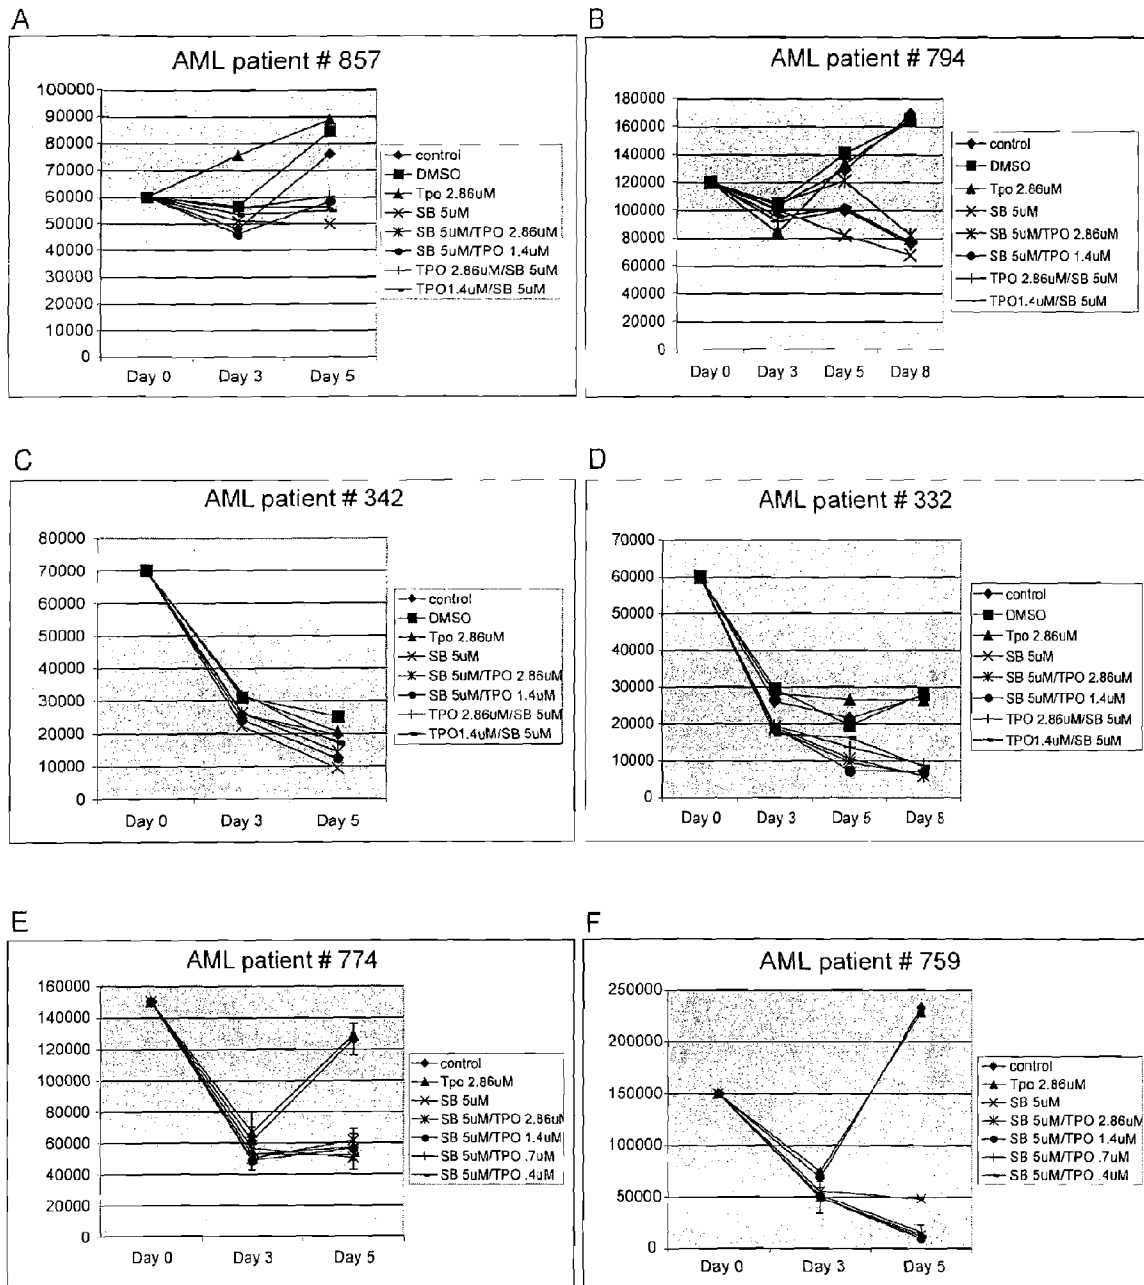 A
AML patient # 857
100000
90000
80000
70000
60000
50000
40000
30000
20000
10000
0
Day 0 Day 3 Day 5
control
DMSO
Tpo 2.86uM
SB 5uM
SB 5uM/TPO 2.86uM
SB 5uM/TPO 1.4uM
TPO 2.86uM/SB 5uM
TPO1.4uM/SB 5uM
B
AML patient # 794
180000
160000
140000
120000
100000
80000
60000
40000
20000
0
Day 0 Day 3 Day 5 Day 8
control
DMSO
Tpo 2.86uM
SB 5uM
SB 5uM/TPO 2.86uM
SB 5uM/TPO 1.4uM
TPO 2.86uM/SB 5uM
TPO1.4uM/SB 5uM
C
AML patient # 342
80000
70000
60000
50000
40000
30000
20000
10000
0
Day 0 Day 3 Day 5
control
DMSO
Tpo 2.86uM
SB 5uM
SB 5uM/TPO 2.86uM
SB 5uM/TPO 1.4uM
TPO 2.86uM/SB 5uM
TPO1.4uM/SB 5uM
D
AML patient # 332
70000
60000
50000
40000
30000
20000
10000
0
Day 0 Day 3 Day 5 Day 8
control
DMSO
Tpo 2.86uM
SB 5uM
SB 5uM/TPO 2.86uM
SB 5uM/TPO 1.4uM
TPO 2.86uM/SB 5uM
TPO1.4uM/SB 5uM
E
AML patient # 774
160000
140000
120000
100000
80000
60000
40000
20000
0
Day 0 Day 3 Day 5
control
Tpo 2.86uM
SB 5uM
SB 5uM/TPO 2.86uM
SB 5uM/TPO 1.4uM
SB 5uM/TPO .7uM
SB 5uM/TPO .4uM
F
AML patient # 759
250000
200000
150000
100000
50000
0
Day 0 Day 3 Day 5
control
Tpo 2.86uM
SB 5uM
SB 5uM/TPO 2.86uM
SB 5uM/TPO 1.4uM
SB 5uM/TPO .7uM
SB 5uM/TPO .4uM